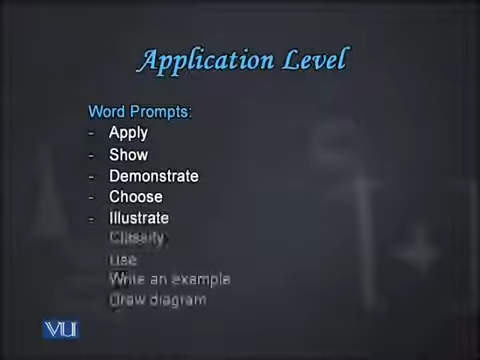 Application Level
Word Prompts:
- Apply
- Show
- Demonstrate
- Choose
- Illustrate
Classify
Use
Write an example
Draw diagram
VU